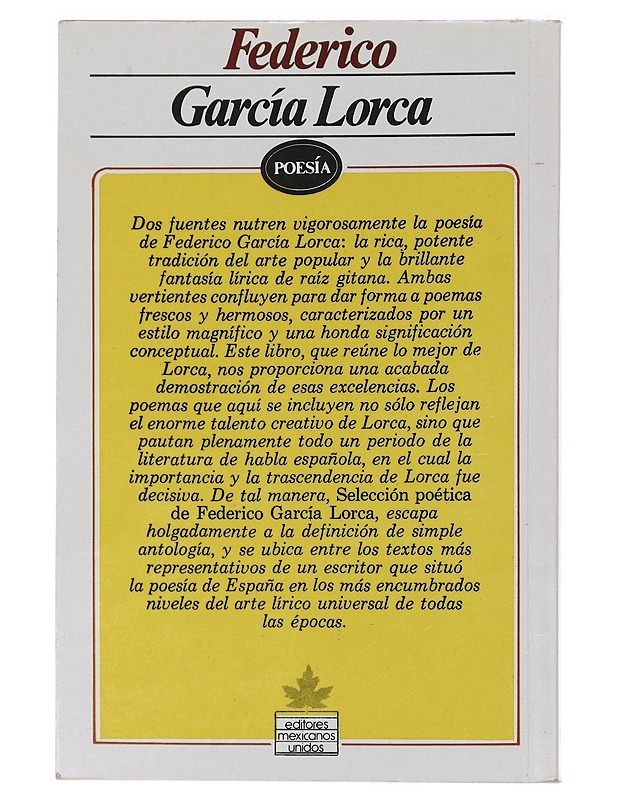 Federico
García Lorca
POESÍA
Dos fuentes nutren vigorosamente la poesía
de Federico García Lorca: la rica, potente
tradición del arte popular y la brillante
fantasía lírica de raíz gitana. Ambas
vertientes confluyen para dar forma a poemas
frescos y hermosos, caracterizados por un
estilo magnífico y una honda significación
conceptual. Este libro, que reúne lo mejor de
Lorca, nos proporciona una acabada
demostración de esas excelencias. Los
poemas que aquí se incluyen no sólo reflejan
el enorme talento creativo de Lorca, sino que
pautan plenamente todo un periodo de la
literatura de habla española, en el cual la
importancia y la trascendencia de Lorca fue
decisiva. De tal manera, Selección poética
de Federico García Lorca, escapa
holgadamente a la definición de simple
antología, y se ubica entre los textos más
representativos de un escritor que situó
la poesía de España en los más encumbrados
niveles del arte lírico universal de todas
las épocas.
editores
mexicanos
unidos